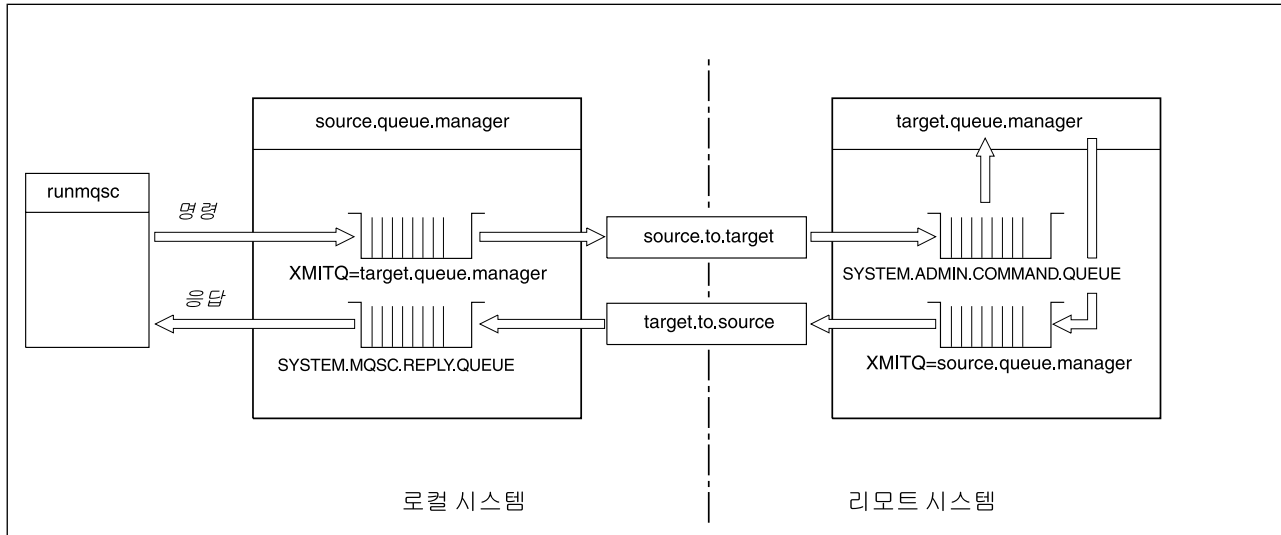 source.queue.manager
target.queue.manager
runmqsc
명령
source.to.target
XMITQ=target.queue.manager
SYSTEM.ADMIN.COMMAND.QUEUE
응답
target.to.source
SYSTEM.MQSC.REPLY.QUEUE
XMITQ=source.queue.manager
로컬 시스템
리모트 시스템